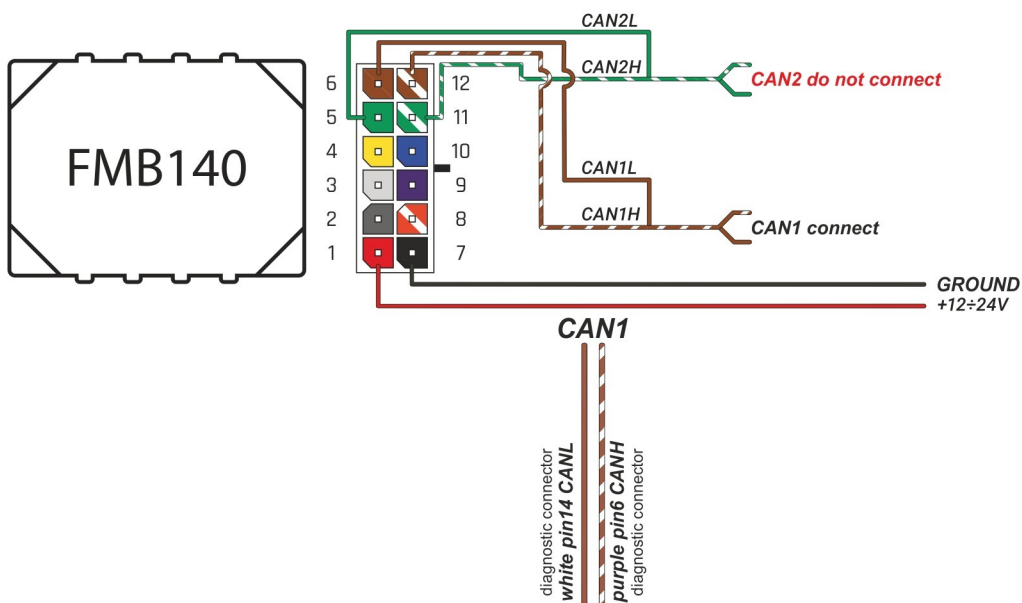 CAN2L
CAN2H
CAN2 do not connect
FMB140
6
12
5
11
4
10
3
9
2
8
1
7
CAN1L
CAN1H
CAN1 connect
GROUND
+12÷24V
CAN1
diagnostic connector
white pin14 CANL
purple pin6 CANH
diagnostic connector